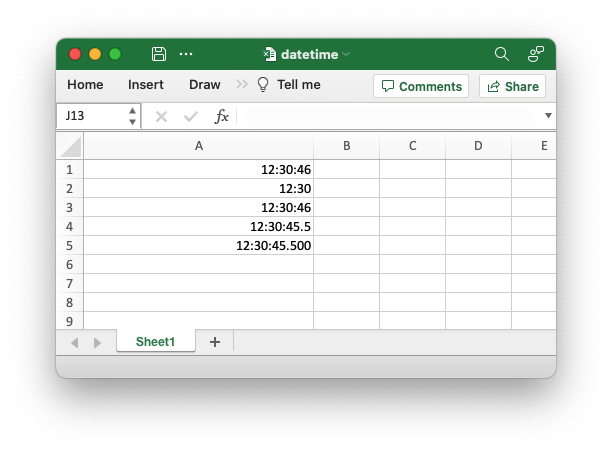 datetime
Home Insert Draw Tell me Comments Share
J13 fx
A B C D E
1 12:30:46
2 12:30
3 12:30:46
4 12:30:45.5
5 12:30:45.500
6
7
8
9
Sheet1 +